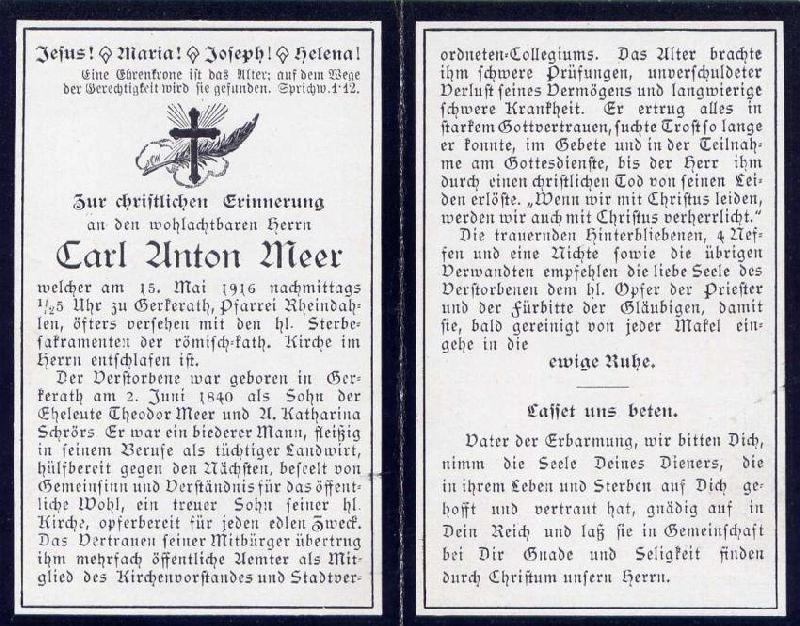 Jesus! Maria! Joseph! Helena!
Eine Ehrenkrone ist das Alter; auf dem Wege
der Gerechtigkeit wird sie gefunden. Sprichw. 1·12.
Zur christlichen Erinnerung
an den wohlachtbaren Herrn
Carl Anton Meer
welcher am 15. Mai 1916 nachmittags
1/25 Uhr zu Gerkerath, Pfarrei Rheindah-
len, öfters versehen mit den hl. Sterbe-
sakramenten der römisch-kath. Kirche im
Herrn entschlafen ist.
Der Verstorbene war geboren in Ger-
kerath am 2. Juni 1840 als Sohn der
Eheleute Theodor Meer und A. Katharina
Schrörs Er war ein biederer Mann, fleißig
in seinem Berufe als tüchtiger Landwirt,
hülfbereit gegen den Nächsten, beseelt von
Gemeinsinn und Verständnis für das öffent-
liche Wohl, ein treuer Sohn seiner hl.
Kirche, opferbereit für jeden edlen Zweck.
Das Vertrauen seiner Mitbürger übertrug
ihm mehrfach öffentliche Aemter als Mit-
glied des Kirchenvorstandes und Stadtver-
ordneten-Collegiums. Das Alter brachte
ihm schwere Prüfungen, unverschuldeter
Verlust seines Vermögens und langwierige
schwere Krankheit. Er ertrug alles in
starkem Gottvertrauen, suchte Trost so lange
er konnte, im Gebete und in der Teilnah-
me am Gottesdienste, bis der Herr ihm
durch einen christlichen Tod von seinen Lei-
den erlöste. „Wenn wir mit Christus leiden,
werden wir auch mit Christus verherrlicht."
Die trauernden Hinterbliebenen, 4 Nef-
fen und eine Nichte sowie die übrigen
Verwandten empfehlen die liebe Seele des
Verstorbenen dem hl. Opfer der Priester
und der Fürbitte der Gläubigen, damit
sie, bald gereinigt von jeder Makel ein-
gehe in die
ewige Ruhe.
Lasset uns beten.
Vater der Erbarmung, wir bitten Dich,
nimm die Seele Deines Dieners, die
in ihrem Leben und Sterben auf Dich ge-
hofft und vertraut hat, gnädig auf in
Dein Reich und laß sie in Gemeinschaft
bei Dir Gnade und Seligkeit finden
durch Christum unsern Herrn.